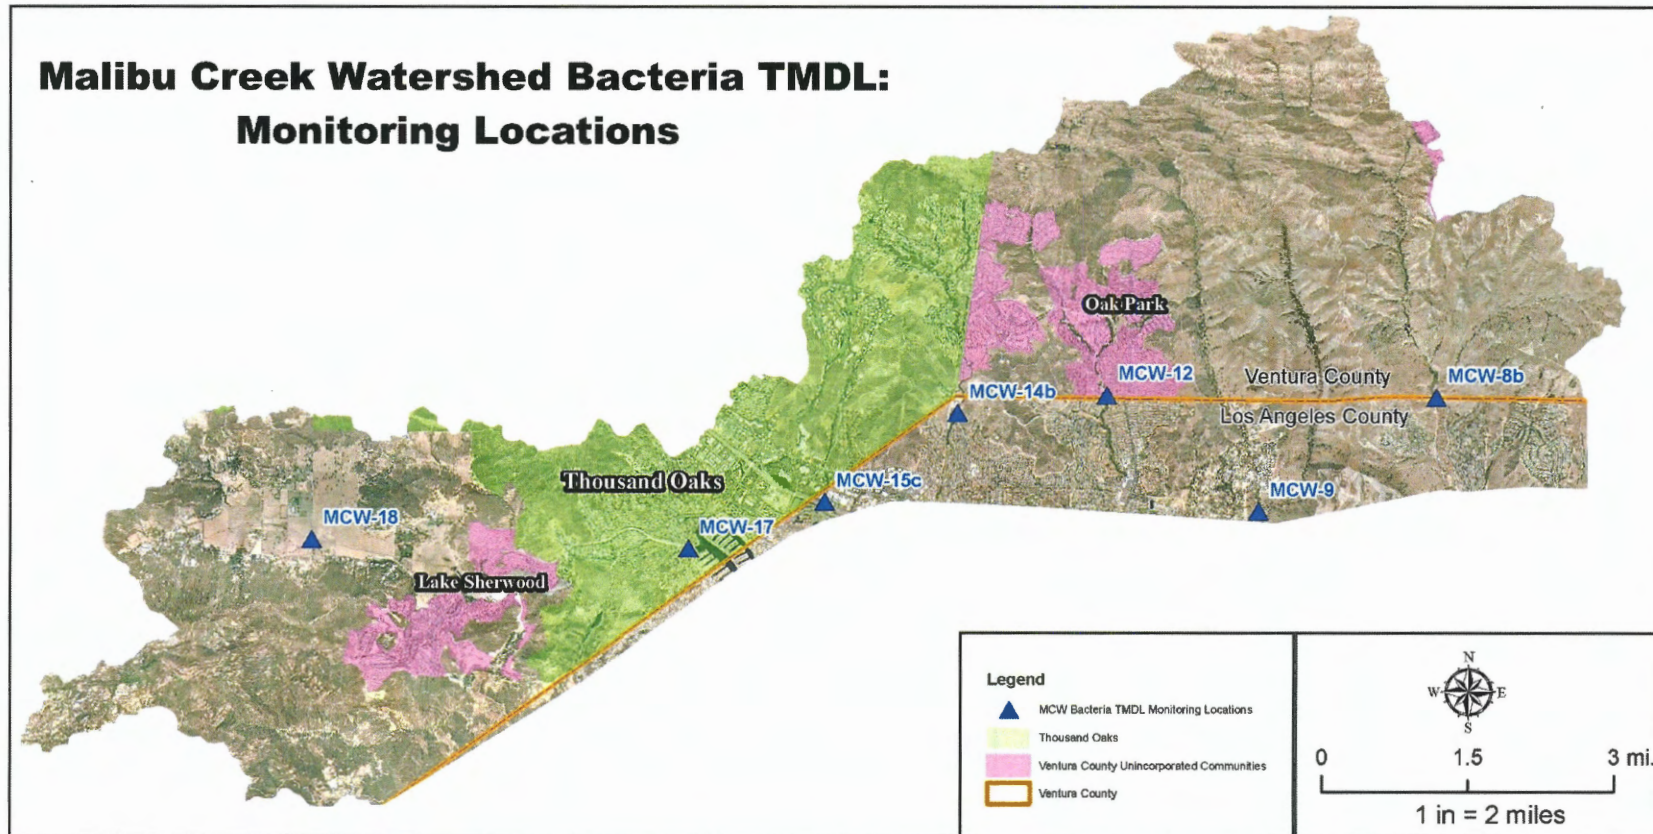 Malibu Creek Watershed Bacteria TMDL:
Monitoring Locations
Oak Park
MCW-12
MCW-14b
Ventura County
MCW-8b
Los Angeles County
Thousand Oaks
MCW-15c
MCW-9
MCW-18
MCW-17
Lake Sherwood
Legend
MCW Bacteria TMDL Monitoring Locations
Thousand Oaks
Ventura County Unincorporated Communities
Ventura County
N
W
E
S
0 1.5 3 mi.
1 in = 2 miles